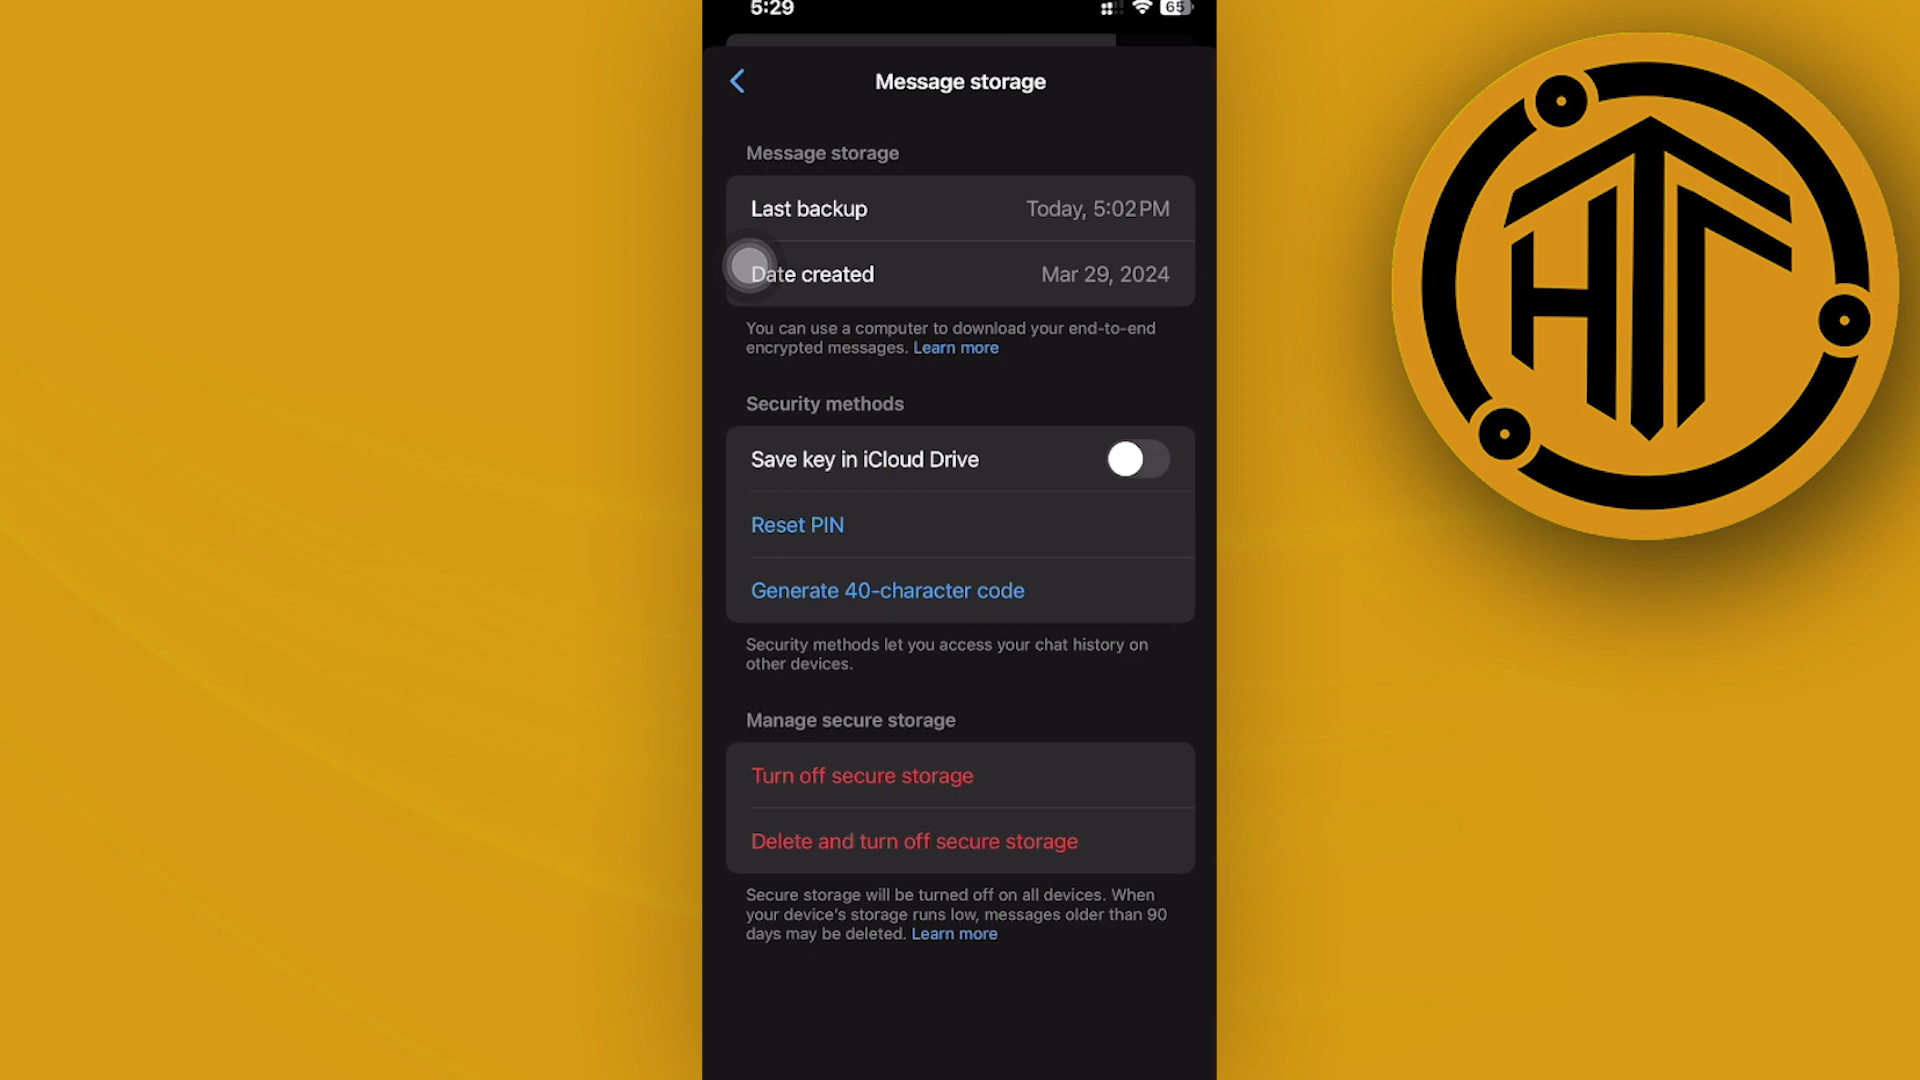 5:29
65
Message storage
Message storage
Last backup
Today, 5:02 PM
Date created
Mar 29, 2024
You can use a computer to download your end-to-end
encrypted messages. Learn more
Security methods
Save key in iCloud Drive
Reset PIN
Generate 40-character code
Security methods let you access your chat history on
other devices.
Manage secure storage
Turn off secure storage
Delete and turn off secure storage
Secure storage will be turned off on all devices. When
your device's storage runs low, messages older than 90
days may be deleted. Learn more
HT